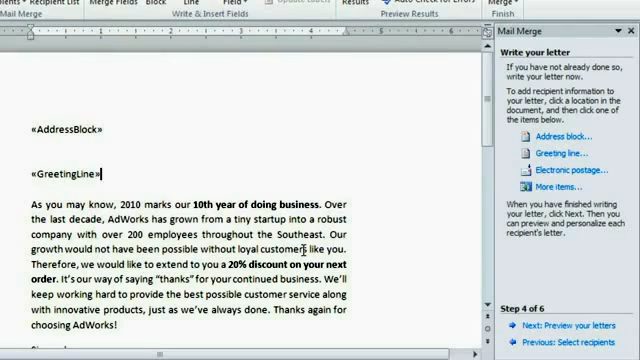 Mail Merge
Merge Fields
Block
Line
Field
Write & Insert Fields
Preview Results
Merge
Finish
1
2
3
4
5
6
«AddressBlock»
«GreetingLine»
As you may know, 2010 marks our 10th year of doing business. Over
the last decade, AdWorks has grown from a tiny startup into a robust
company with over 200 employees throughout the Southeast. Our
growth would not have been possible without loyal customers like you.
Therefore, we would like to extend to you a 20% discount on your next
order. It's our way of saying "thanks" for your continued business. We'll
keep working hard to provide the best possible customer service along
with innovative products, just as we've always done. Thanks again for
choosing AdWorks!
Mail Merge
Write your letter
If you have not already done so,
write your letter now.
To add recipient information to
your letter, click a location in the
document, and then click one of
the items below.
Address block...
Greeting line...
Electronic postage...
More items...
When you have finished
writing your letter, click Next. Then you
can preview and personalize each
recipient's letter.
Step 4 of 6
Next: Preview your letters
Previous: Select recipients